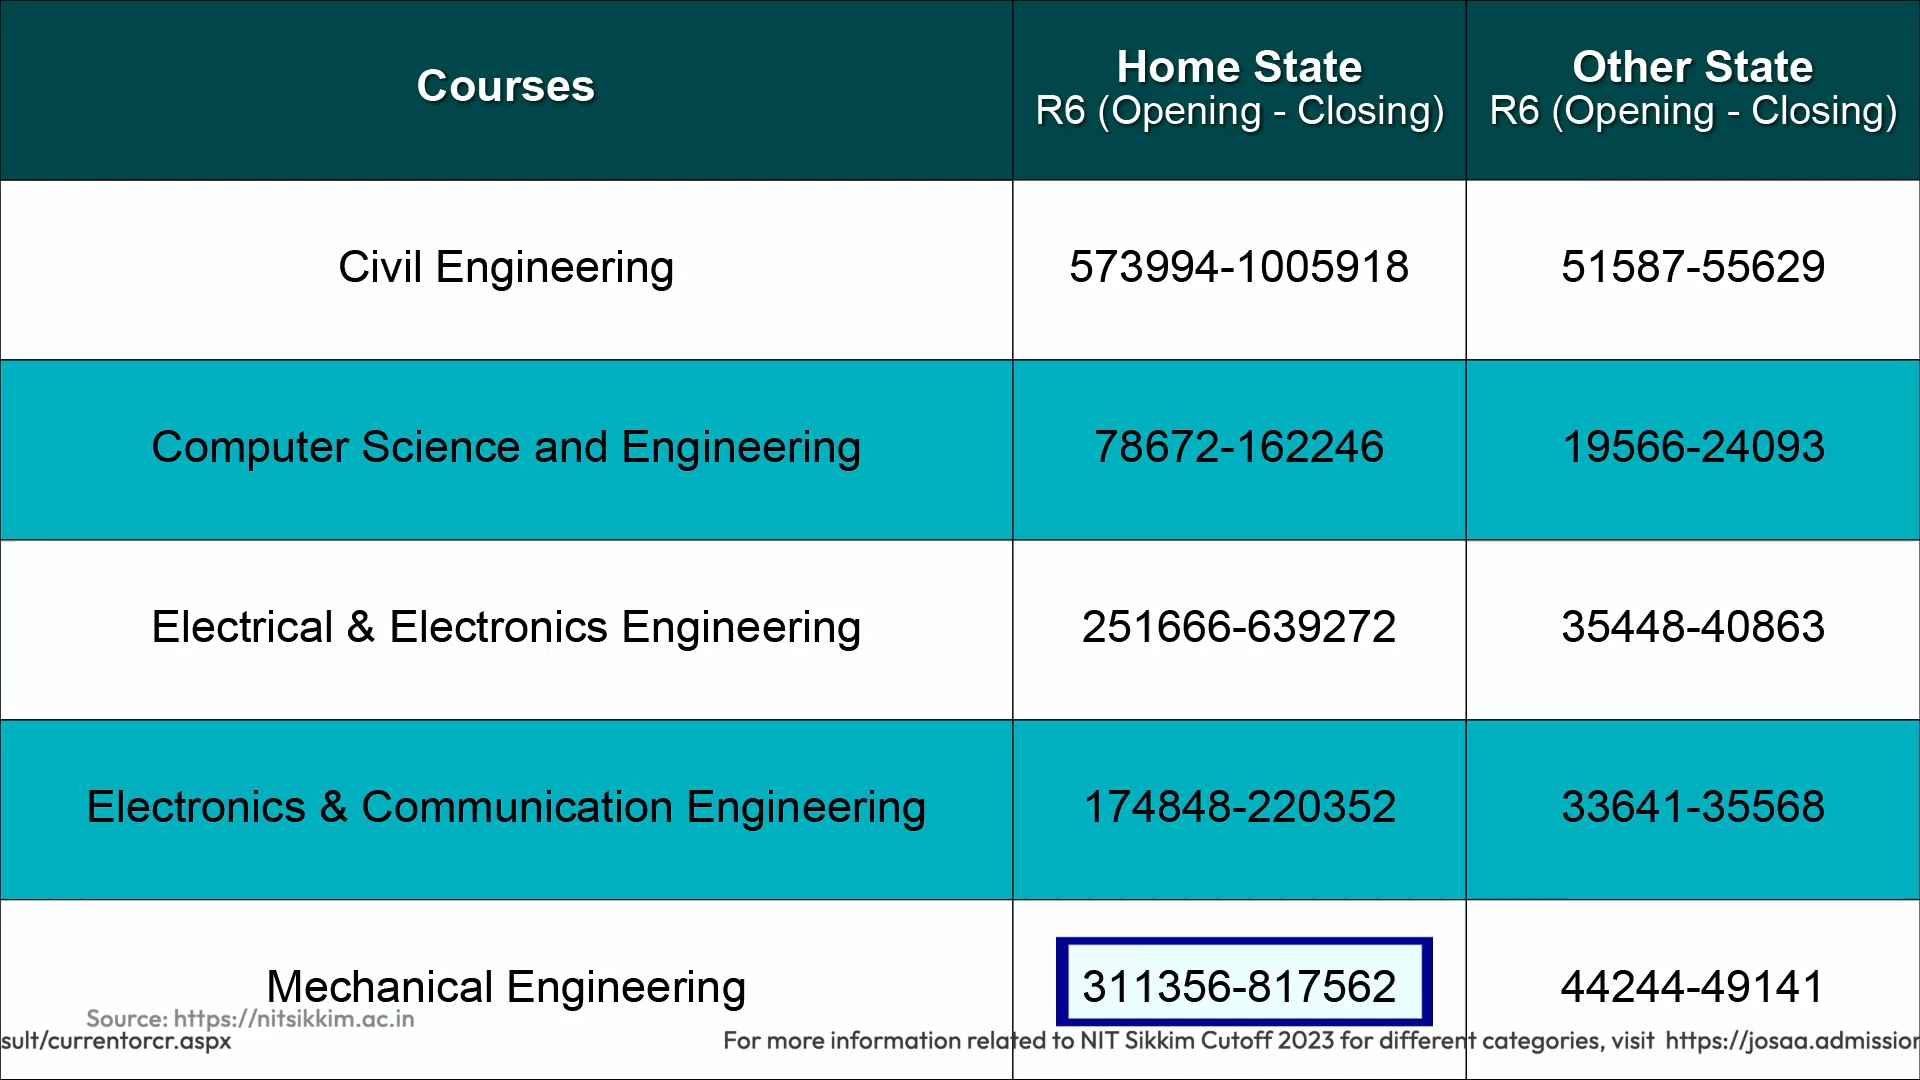 Courses
Home State
R6 (Opening - Closing)
Other State
R6 (Opening - Closing)
Civil Engineering
573994-1005918
51587-55629
Computer Science and Engineering
78672-162246
19566-24093
Electrical & Electronics Engineering
251666-639272
35448-40863
Electronics & Communication Engineering
174848-220352
33641-35568
Mechanical Engineering
311356-817562
44244-49141
Source: https://nitsikkim.ac.in
sult/currentorcr.aspx
For more information related to NIT Sikkim Cutoff 2023 for different categories, visit https://josaa.admission